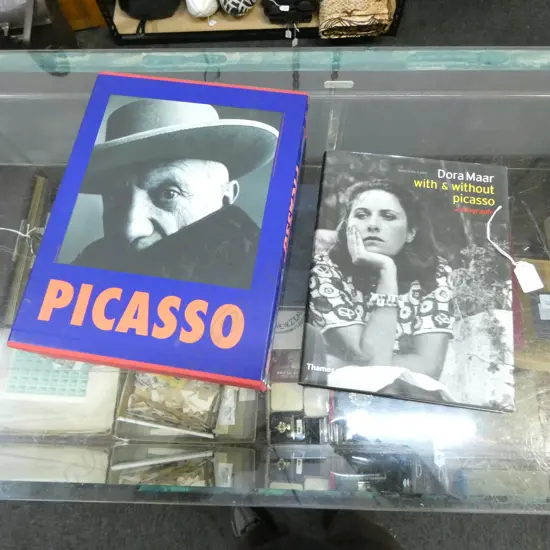 PICASSO
Dora Maar
with & without
picasso
Thames